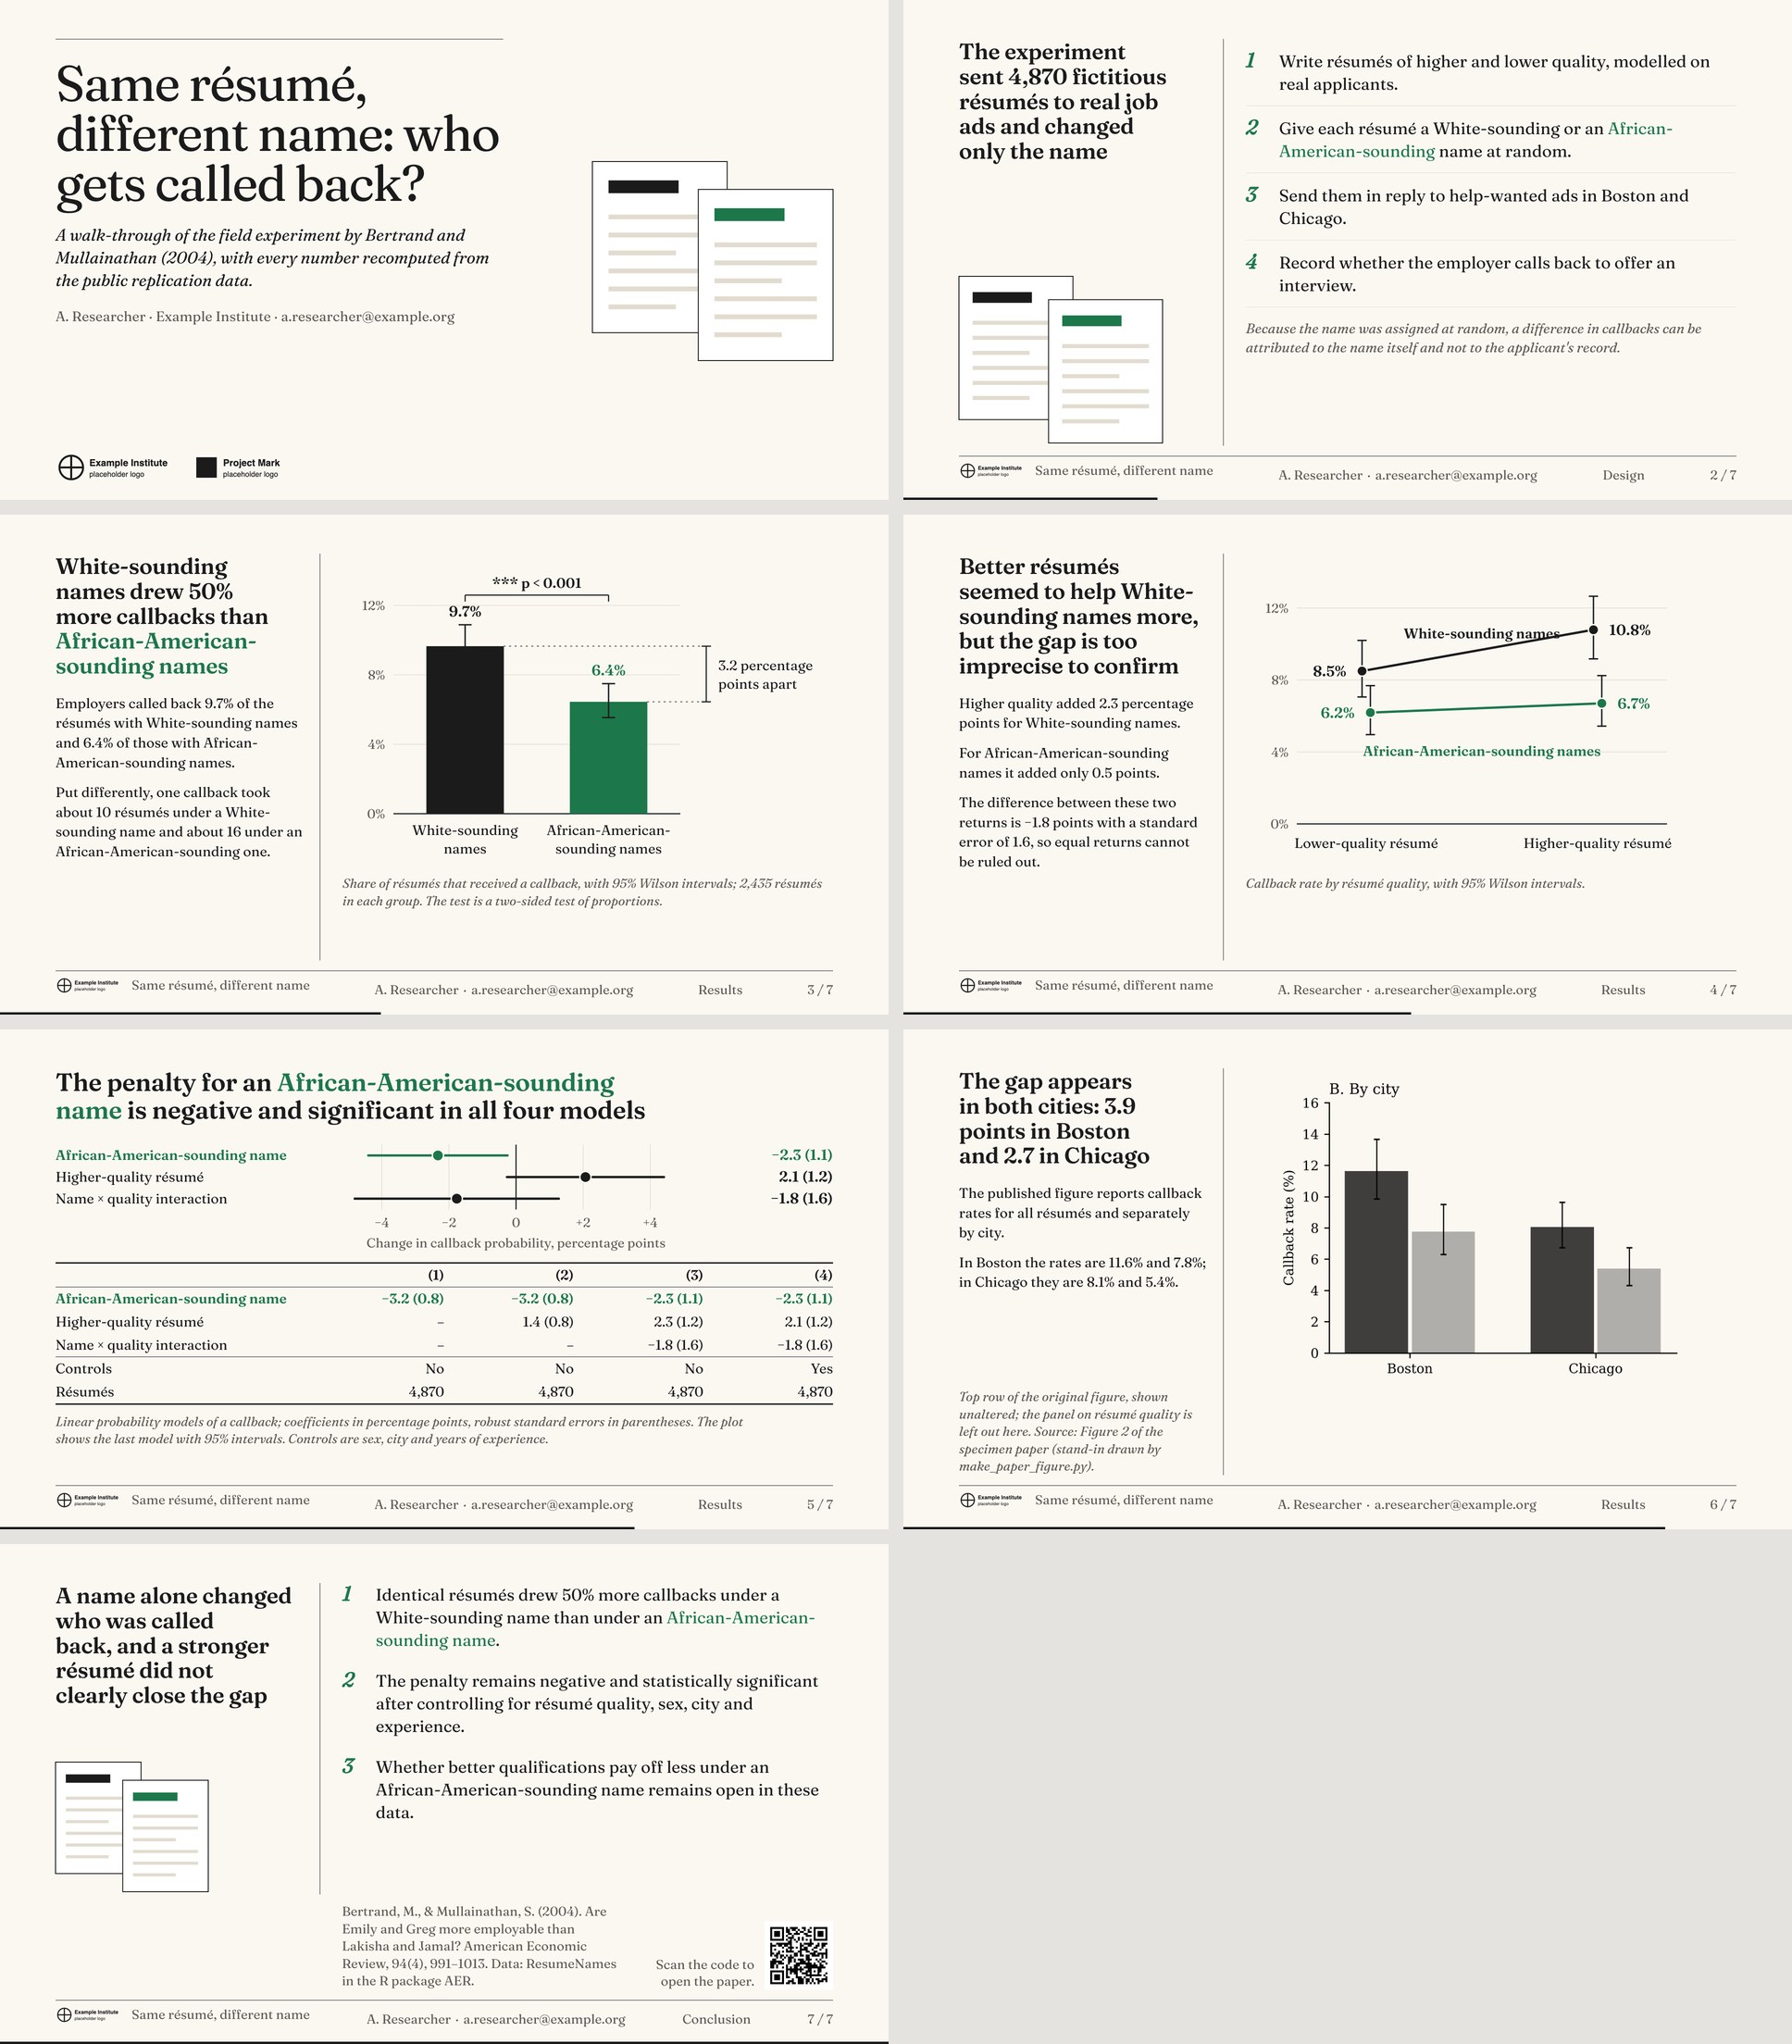 Same résumé,
different name: who
gets called back?
A walk-through of the field experiment by Bertrand and
Mullainathan (2004), with every number recomputed from
the public replication data.
A. Researcher · Example Institute · a.researcher@example.org
Example Institute
placeholder logo
Project Mark
placeholder logo
The experiment
sent 4,870 fictitious
résumés to real job
ads and changed
only the name
1 Write résumés of higher and lower quality, modelled on
real applicants.
2 Give each résumé a White-sounding or an African-
American-sounding name at random.
3 Send them in reply to help-wanted ads in Boston and
Chicago.
4 Record whether the employer calls back to offer an
interview.
Because the name was assigned at random, a difference in callbacks can be
attributed to the name itself and not to the applicant's record.
Example Institute
placeholder logo
Same résumé, different name A. Researcher · a.researcher@example.org Design 2 / 7
White-sounding
names drew 50%
more callbacks than
African-American-
sounding names
Employers called back 9.7% of the
résumés with White-sounding names
and 6.4% of those with African-
American-sounding names.
Put differently, one callback took
about 10 résumés under a White-
sounding name and about 16 under an
African-American-sounding one.
*** p < 0.001
12%
9.7%
8%
6.4%
3.2 percentage
points apart
4%
0%
White-sounding
names
African-American-
sounding names
Share of résumés that received a callback, with 95% Wilson intervals; 2,435 résumés
in each group. The test is a two-sided test of proportions.
Example Institute
placeholder logo
Same résumé, different name A. Researcher · a.researcher@example.org Results 3 / 7
Better résumés
seemed to help White-
sounding names more,
but the gap is too
imprecise to confirm
Higher quality added 2.3 percentage
points for White-sounding names.
For African-American-sounding
names it added only 0.5 points.
The difference between these two
returns is −1.8 points with a standard
error of 1.6, so equal returns cannot
be ruled out.
12%
White-sounding names
10.8%
8.5%
8%
6.2%
6.7%
4%
African-American-sounding names
0%
Lower-quality résumé Higher-quality résumé
Callback rate by résumé quality, with 95% Wilson intervals.
Example Institute
placeholder logo
Same résumé, different name A. Researcher · a.researcher@example.org Results 4 / 7
The penalty for an African-American-sounding
name is negative and significant in all four models
African-American-sounding name −2.3 (1.1)
Higher-quality résumé 2.1 (1.2)
Name × quality interaction −1.8 (1.6)
−4 −2 0 +2 +4
Change in callback probability, percentage points
(1) (2) (3) (4)
African-American-sounding name −3.2 (0.8) −3.2 (0.8) −2.3 (1.1) −2.3 (1.1)
Higher-quality résumé – 1.4 (0.8) 2.3 (1.2) 2.1 (1.2)
Name × quality interaction – – −1.8 (1.6) −1.8 (1.6)
Controls No No No Yes
Résumés 4,870 4,870 4,870 4,870
Linear probability models of a callback; coefficients in percentage points, robust standard errors in parentheses. The plot
shows the last model with 95% intervals. Controls are sex, city and years of experience.
Example Institute
placeholder logo
Same résumé, different name A. Researcher · a.researcher@example.org Results 5 / 7
The gap appears
in both cities: 3.9
points in Boston
and 2.7 in Chicago
The published figure reports callback
rates for all résumés and separately
by city.
In Boston the rates are 11.6% and 7.8%;
in Chicago they are 8.1% and 5.4%.
Top row of the original figure, shown
unaltered; the panel on résumé quality is
left out here. Source: Figure 2 of the
specimen paper (stand-in drawn by
make_paper_figure.py).
B. By city
Callback rate (%)
16
14
12
10
8
6
4
2
0
Boston Chicago
Example Institute
placeholder logo
Same résumé, different name A. Researcher · a.researcher@example.org Results 6 / 7
A name alone changed
who was called
back, and a stronger
résumé did not
clearly close the gap
1 Identical résumés drew 50% more callbacks under a
White-sounding name than under an African-American-
sounding name.
2 The penalty remains negative and statistically significant
after controlling for résumé quality, sex, city and
experience.
3 Whether better qualifications pay off less under an
African-American-sounding name remains open in these
data.
Bertrand, M., & Mullainathan, S. (2004). Are
Emily and Greg more employable than
Lakisha and Jamal? American Economic
Review, 94(4), 991–1013. Data: ResumeNames
in the R package AER.
Scan the code to
open the paper.
Example Institute
placeholder logo
Same résumé, different name A. Researcher · a.researcher@example.org Conclusion 7 / 7